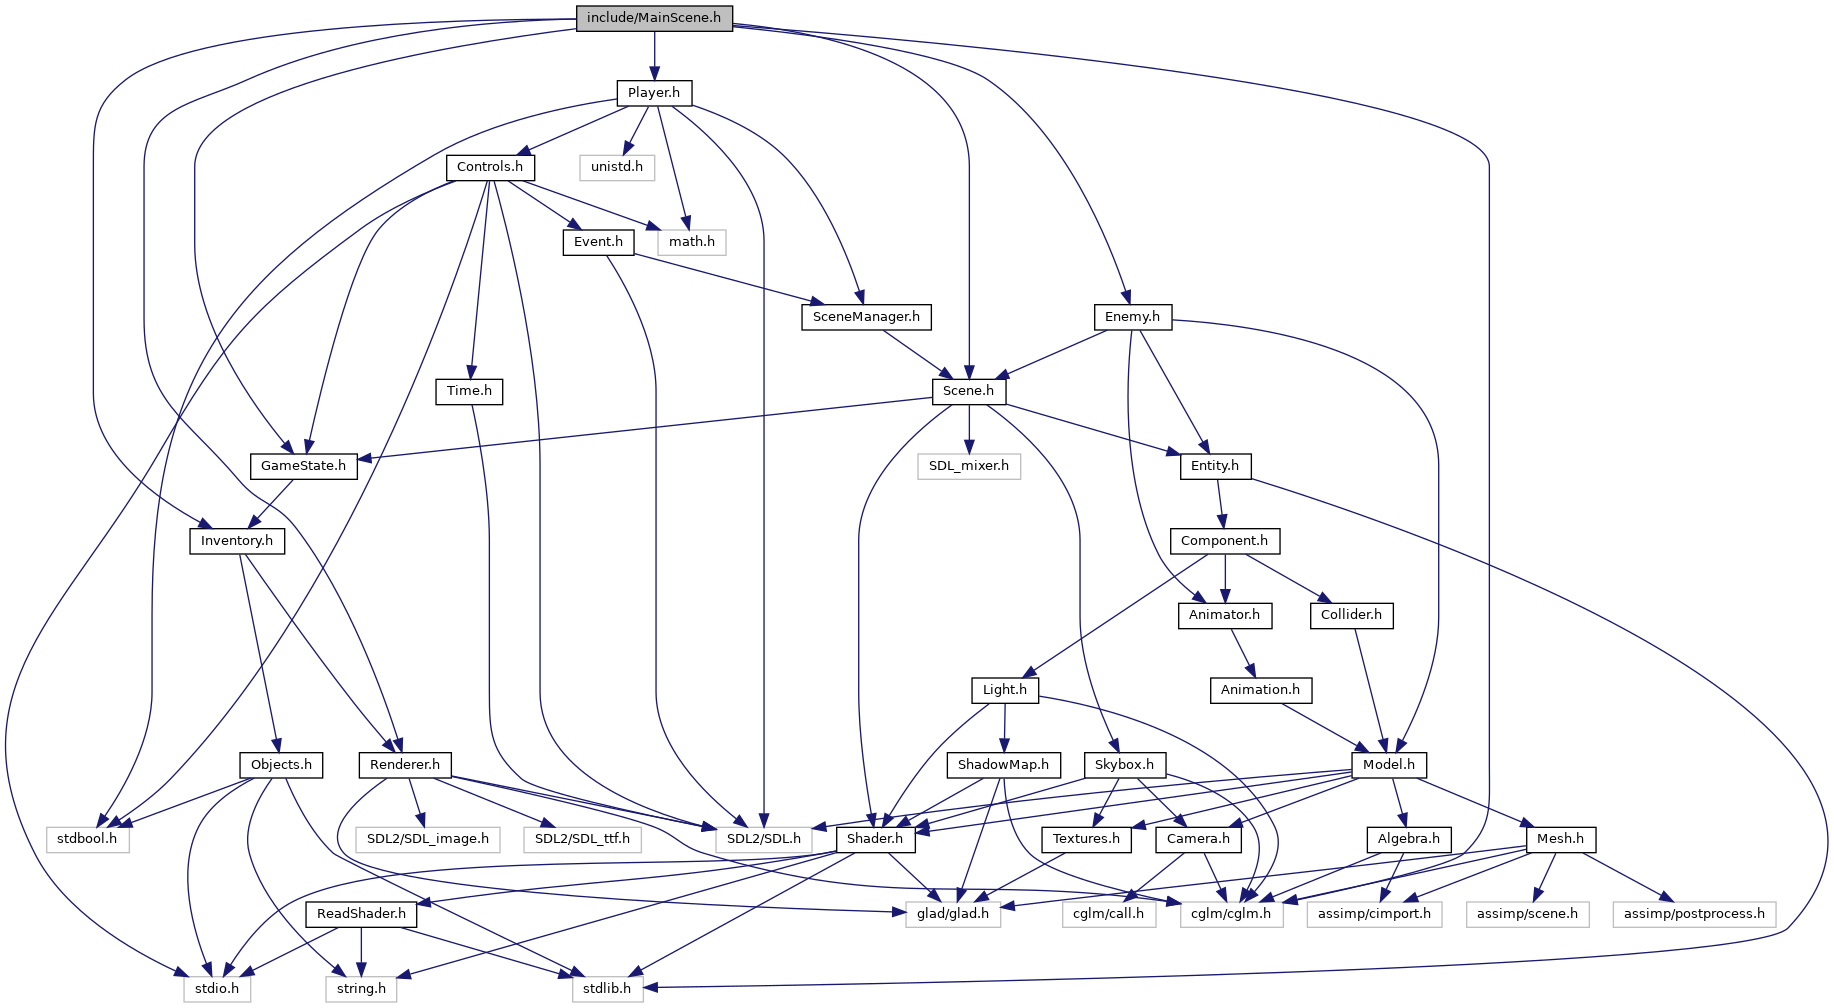 include/MainScene.h
Player.h
Controls.h
unistd.h
Event.h
math.h
SceneManager.h
Enemy.h
Time.h
Scene.h
GameState.h
SDL_mixer.h
Entity.h
Inventory.h
Component.h
Animator.h
Collider.h
Light.h
Animation.h
Objects.h
Renderer.h
ShadowMap.h
Skybox.h
Model.h
stdbool.h
SDL2/SDL_image.h
SDL2/SDL_ttf.h
SDL2/SDL.h
Shader.h
Textures.h
Camera.h
Algebra.h
Mesh.h
ReadShader.h
glad/glad.h
cglm/call.h
cglm/cglm.h
assimp/cimport.h
assimp/scene.h
assimp/postprocess.h
stdio.h
string.h
stdlib.h